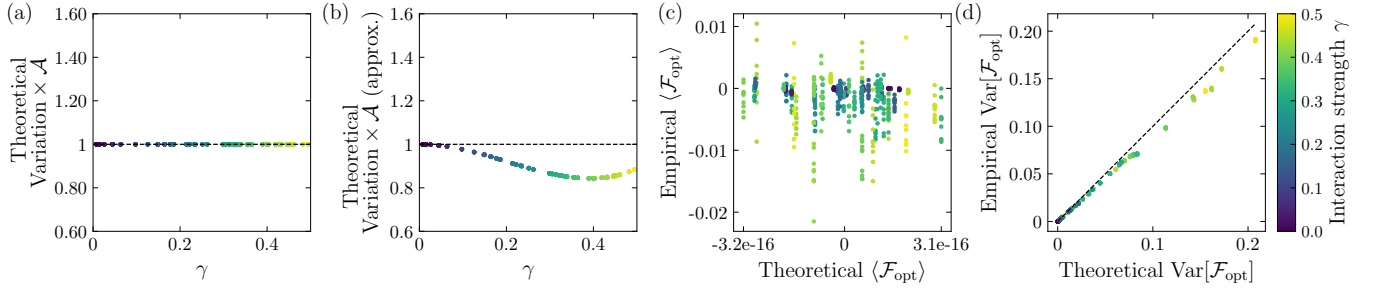 (a)
Theoretical
Variation × 𝒜
1.60
1.40
1.20
1
0.80
0.60
0
0.2
0.4
γ
(b)
Theoretical
Variation × 𝒜 (approx.)
1.6
1.4
1.2
1
0.8
0.6
0
0.2
0.4
γ
(c)
Empirical ⟨ℱopt⟩
0.01
0
-0.01
-0.02
-3.2e-16
0
3.1e-16
Theoretical ⟨ℱopt⟩
(d)
Empirical Var[ℱopt]
0.20
0.15
0.10
0.05
0
0
0.1
0.2
Theoretical Var[ℱopt]
0.5
0.4
0.3
0.2
0.1
0.0
Interaction strength γ